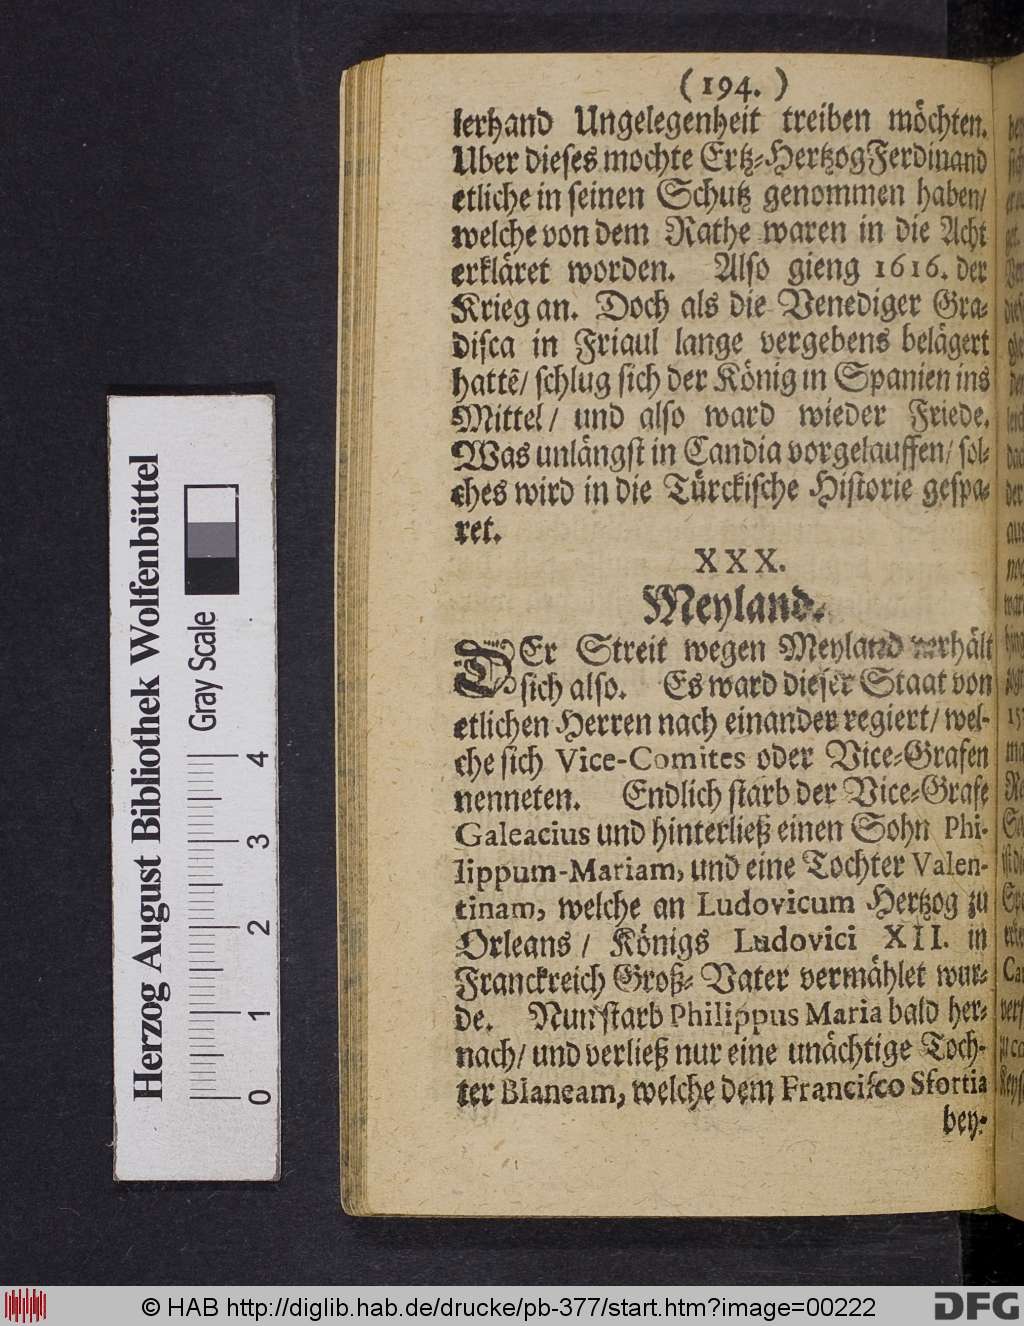 (194.)
lerhand Ungelegenheit treiben möchten.
Uber dieses mochte Ertz-Hertzog Ferdinand
etliche in seinen Schutz genommen haben/
welche von dem Rathe waren in die Acht
erkläret worden. Also gieng 1616. der
Krieg an. Doch als die Venediger Gra-
disca in Friaul lange vergebens belägert
hattē/ schlug sich der König in Spanien ins
Mittel/ und also ward wieder Friede.
Was unlängst in Candia vorgelauffen/ sol-
ches wird in die Türckische Historie gespa-
ret.
XXX.
Meyland.
DEr Streit wegen Meyland verhält
sich also. Es ward dieser Staat von
etlichen Herren nach einander regiert/ wel-
che sich Vice-Comites oder Vice-Grafen
nenneten. Endlich starb der Vice-Grafe
Galeacius und hinterließ einen Sohn Phi-
lippum-Mariam, und eine Tochter Valen-
tinam, welche an Ludovicum Hertzog zu
Orleans/ Königs Ludovici XII. in
Franckreich Groß-Vater vermählet wur-
de. Nun starb Philippus Maria bald her-
nach/ und verließ nur eine unächtige Toch-
ter Blancam, welche dem Francisco Sfortia
bey-
Herzog August Bibliothek Wolfenbüttel
Gray Scale
0 1 2 3 4
© HAB http://diglib.hab.de/drucke/pb-377/start.htm?image=00222
DFG